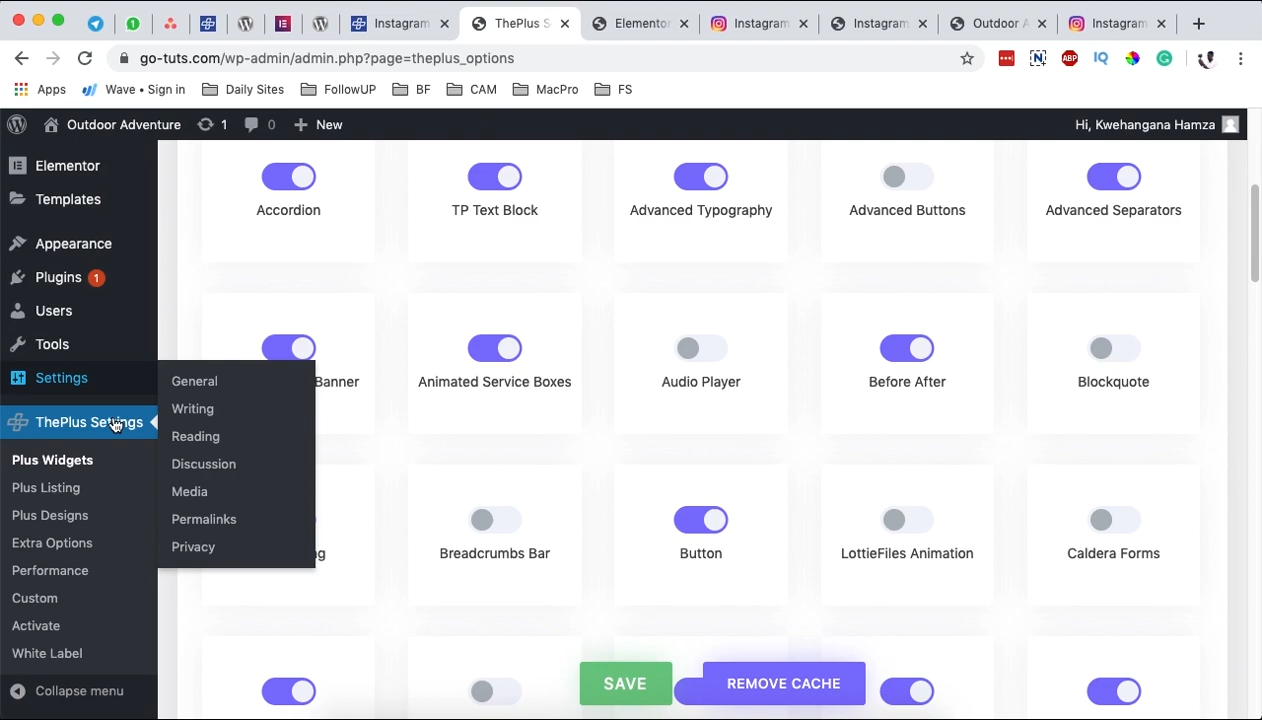 Instagram
ThePlus S
Elementor
Instagram
Instagram
Outdoor A
Instagram
go-tuts.com/wp-admin/admin.php?page=theplus_options
ABP
IQ
Apps
Wave • Sign in
Daily Sites
FollowUP
BF
CAM
MacPro
FS
Outdoor Adventure
1
0
New
Hi, Kwehangana Hamza
Elementor
Templates
Appearance
Plugins 1
Users
Tools
Settings
ThePlus Settings
Plus Widgets
Plus Listing
Plus Designs
Extra Options
Performance
Custom
Activate
White Label
Collapse menu
General
Writing
Reading
Discussion
Media
Permalinks
Privacy
Accordion
TP Text Block
Advanced Typography
Advanced Buttons
Advanced Separators
Banner
Animated Service Boxes
Audio Player
Before After
Blockquote
ng
Breadcrumbs Bar
Button
LottieFiles Animation
Caldera Forms
SAVE
REMOVE CACHE